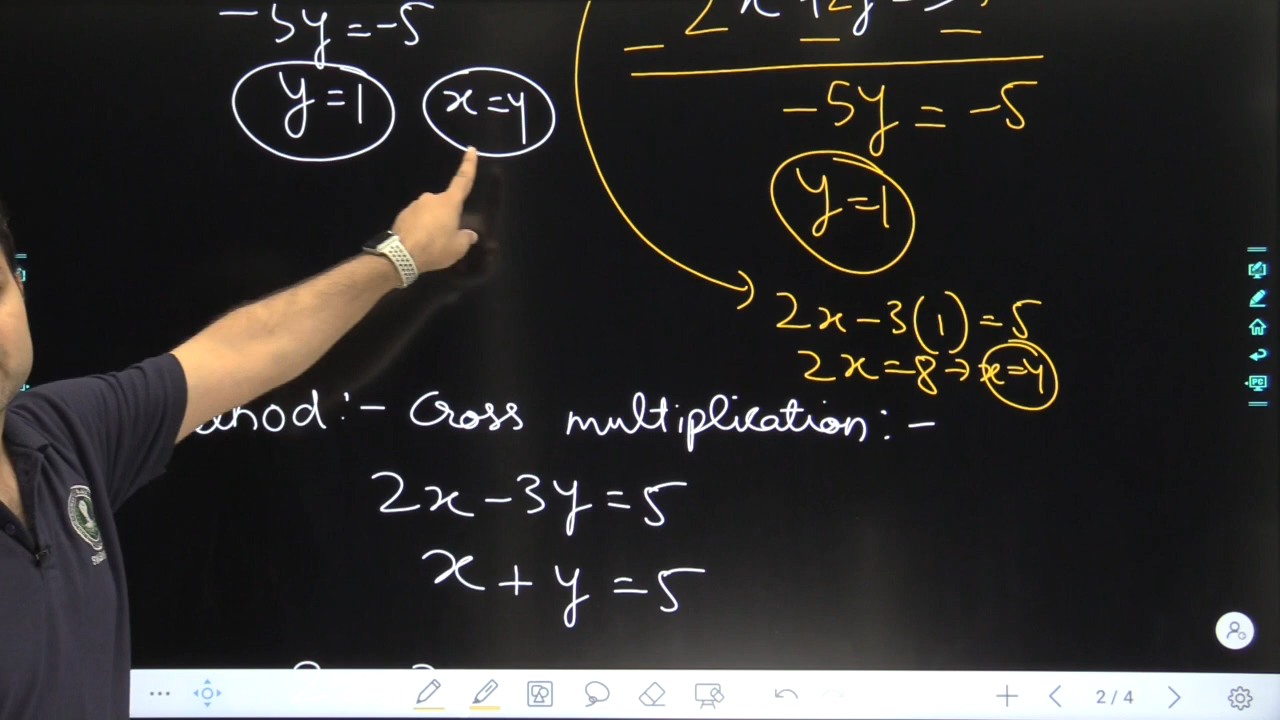 -5y=-5
y=1 x=4
-5y = -5
y=1
2x-3(1)=5
2x=8→x=4
Cross multiplication:-
2x-3y=5
x+y=5
2/4